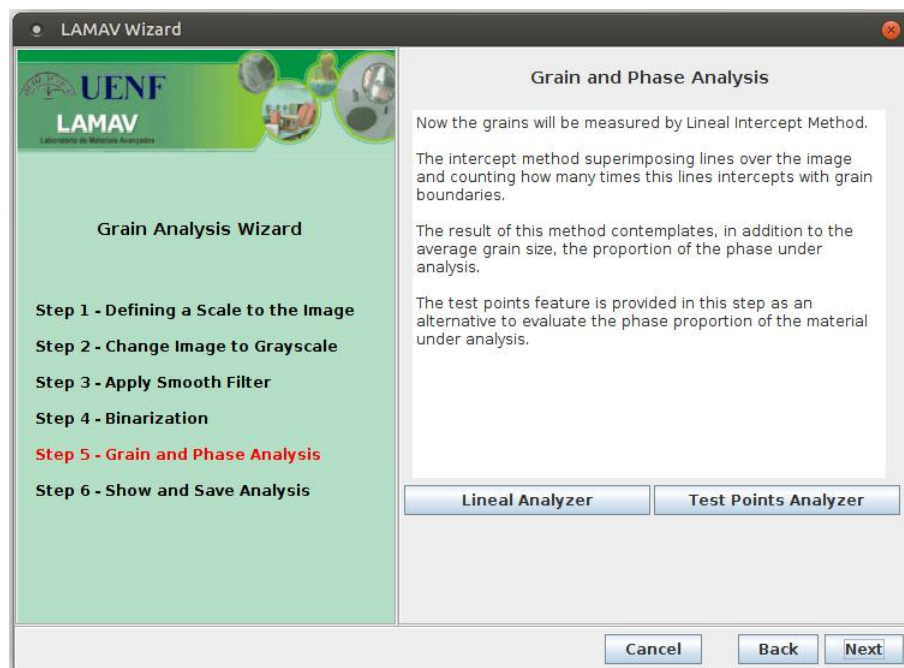 LAMAV Wizard
UENF
LAMAV
Laboratório de Materiais Avançados
Grain Analysis Wizard
Step 1 - Defining a Scale to the Image
Step 2 - Change Image to Grayscale
Step 3 - Apply Smooth Filter
Step 4 - Binarization
Step 5 - Grain and Phase Analysis
Step 6 - Show and Save Analysis
Grain and Phase Analysis
Now the grains will be measured by Lineal Intercept Method.
The intercept method superimposing lines over the image
and counting how many times this lines intercepts with grain
boundaries.
The result of this method contemplates, in addition to the
average grain size, the proportion of the phase under
analysis.
The test points feature is provided in this step as an
alternative to evaluate the phase proportion of the material
under analysis.
Lineal Analyzer
Test Points Analyzer
Cancel
Back
Next